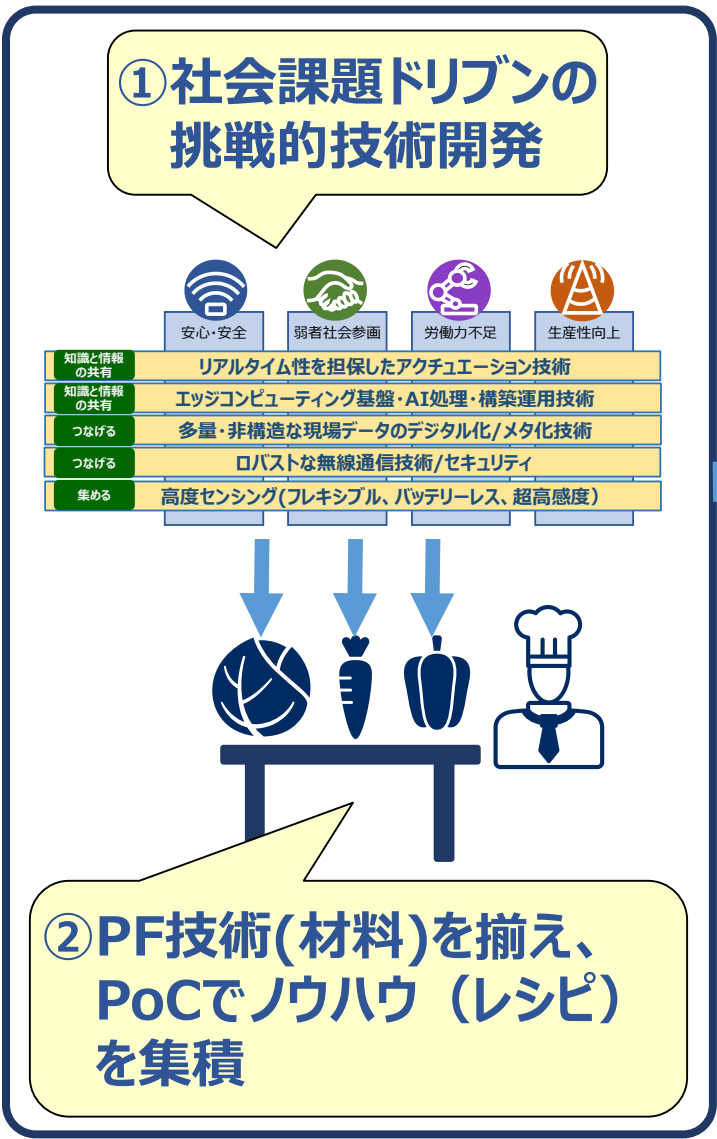 ①社会課題ドリブンの
挑戦的技術開発
安心・安全
弱者社会参画
労働力不足
生産性向上
知識と情報
の共有
リアルタイム性を担保したアクチュエーション技術
知識と情報
の共有
エッジコンピューティング基盤・AI処理・構築運用技術
つなげる
多量・非構造な現場データのデジタル化/メタ化技術
つなげる
ロバストな無線通信技術/セキュリティ
集める
高度センシング(フレキシブル、バッテリーレス、超高感度）
②PF技術(材料)を揃え、
PoCでノウハウ（レシピ）
を集積